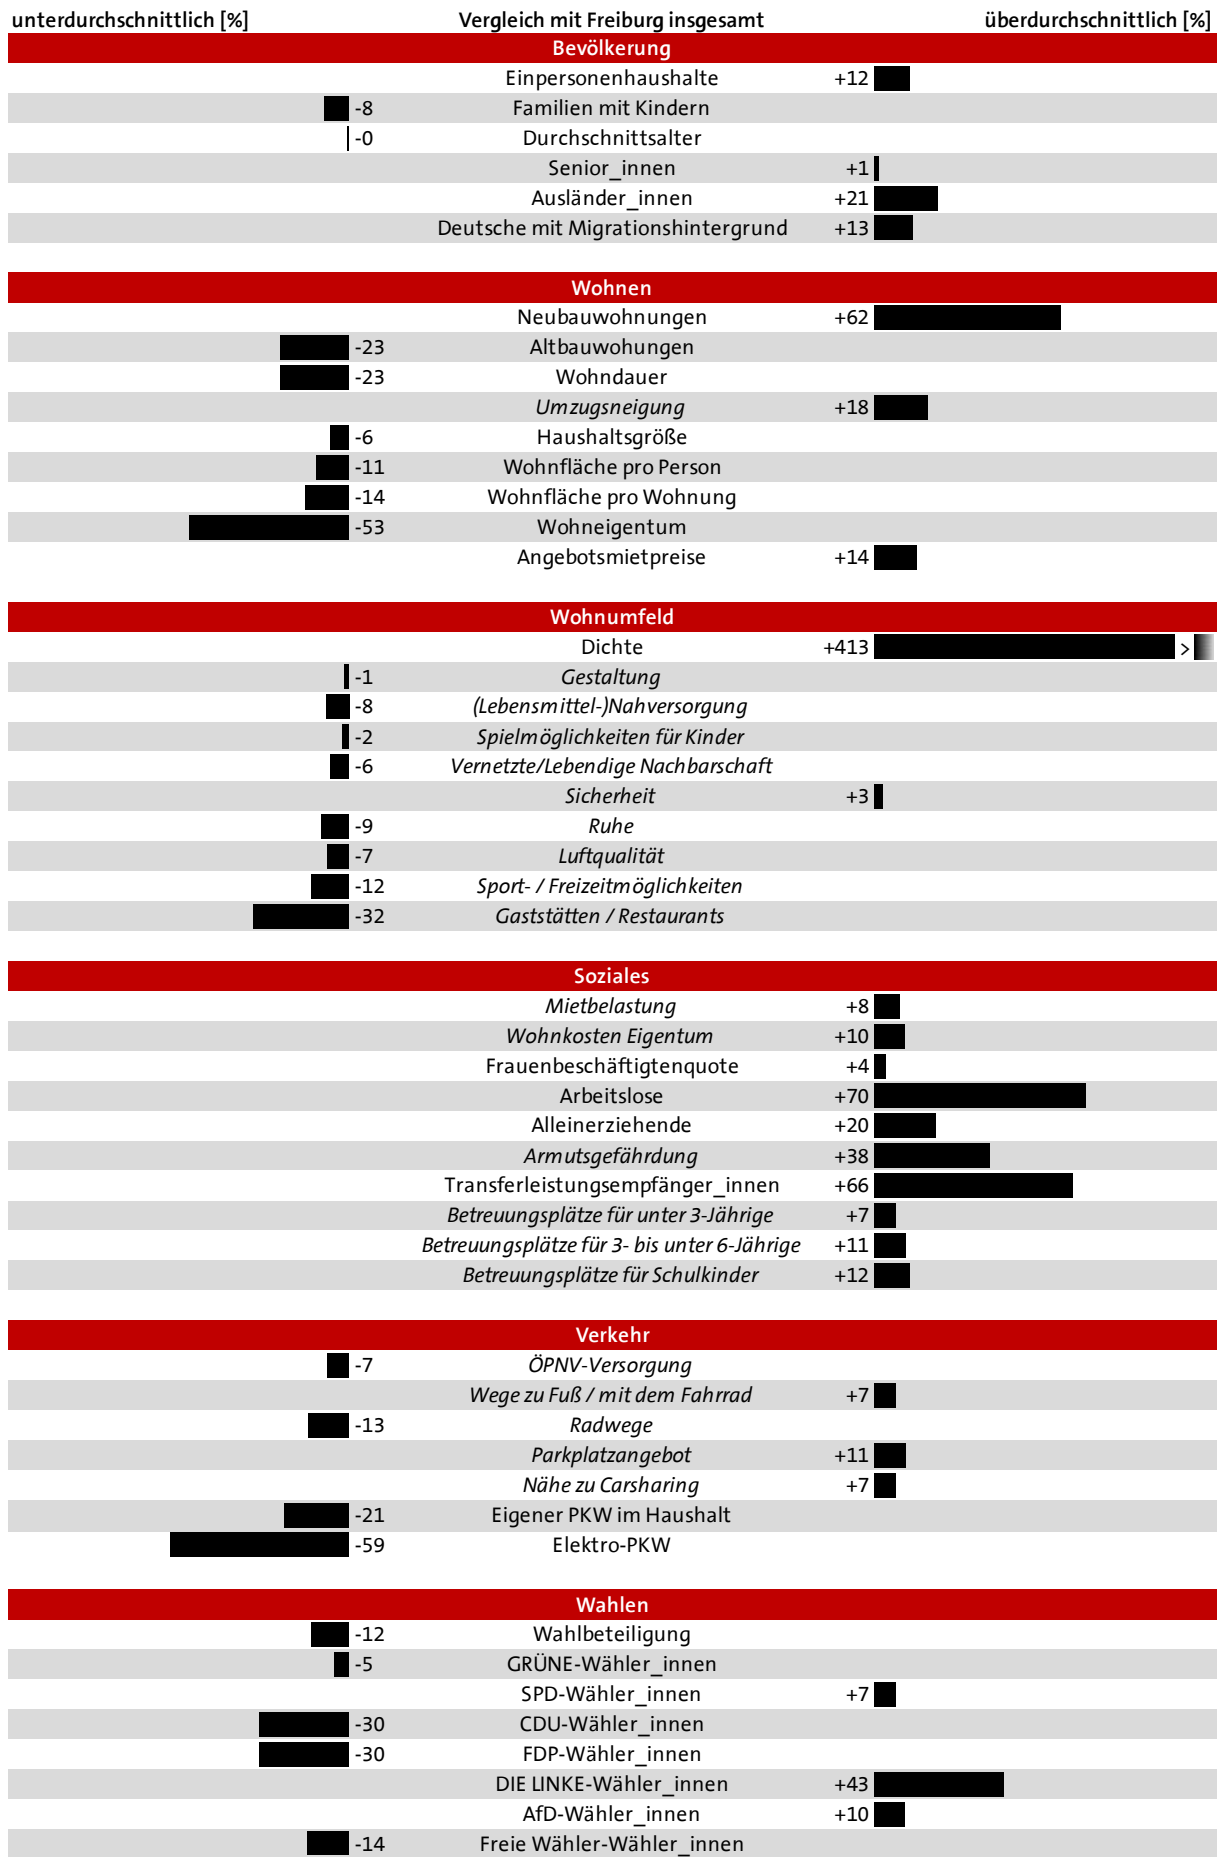 unterdurchschnittlich [%] Vergleich mit Freiburg insgesamt überdurchschnittlich [%]
Bevölkerung
Einpersonenhaushalte +12
-8 Familien mit Kindern
-0 Durchschnittsalter
Senior_innen +1
Ausländer_innen +21
Deutsche mit Migrationshintergrund +13
Wohnen
Neubauwohnungen +62
-23 Altbauwohungen
-23 Wohndauer
Umzugsneigung +18
-6 Haushaltsgröße
-11 Wohnfläche pro Person
-14 Wohnfläche pro Wohnung
-53 Wohneigentum
Angebotsmietpreise +14
Wohnumfeld
Dichte +413 >
-1 Gestaltung
-8 (Lebensmittel-)Nahversorgung
-2 Spielmöglichkeiten für Kinder
-6 Vernetzte/Lebendige Nachbarschaft
Sicherheit +3
-9 Ruhe
-7 Luftqualität
-12 Sport- / Freizeitmöglichkeiten
-32 Gaststätten / Restaurants
Soziales
Mietbelastung +8
Wohnkosten Eigentum +10
Frauenbeschäftigtenquote +4
Arbeitslose +70
Alleinerziehende +20
Armutsgefährdung +38
Transferleistungsempfänger_innen +66
Betreuungsplätze für unter 3-Jährige +7
Betreuungsplätze für 3- bis unter 6-Jährige +11
Betreuungsplätze für Schulkinder +12
Verkehr
-7 ÖPNV-Versorgung
Wege zu Fuß / mit dem Fahrrad +7
-13 Radwege
Parkplatzangebot +11
Nähe zu Carsharing +7
-21 Eigener PKW im Haushalt
-59 Elektro-PKW
Wahlen
-12 Wahlbeteiligung
-5 GRÜNE-Wähler_innen
SPD-Wähler_innen +7
-30 CDU-Wähler_innen
-30 FDP-Wähler_innen
DIE LINKE-Wähler_innen +43
AfD-Wähler_innen +10
-14 Freie Wähler-Wähler_innen